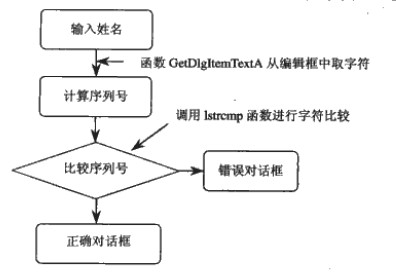 输入姓名
函数 GetDlgItemTextA 从编辑框中取字符
计算序列号
调用 lstrcmp 函数进行字符比较
比较序列号
错误对话框
正确对话框